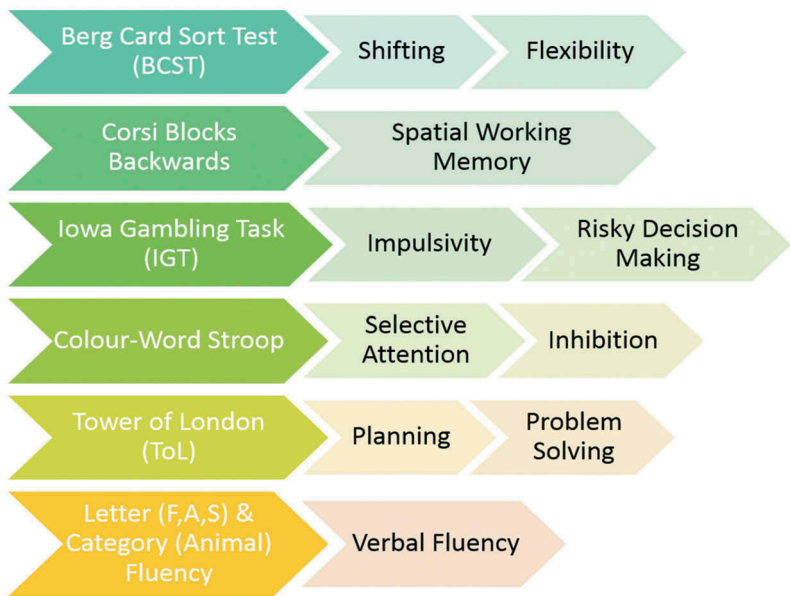 Berg Card Sort Test
(BCST)
Shifting
Flexibility
Corsi Blocks
Backwards
Spatial Working
Memory
Iowa Gambling Task
(IGT)
Impulsivity
Risky Decision
Making
Colour-Word Stroop
Selective
Attention
Inhibition
Tower of London
(ToL)
Planning
Problem
Solving
Letter (F,A,S) &
Category (Animal)
Fluency
Verbal Fluency